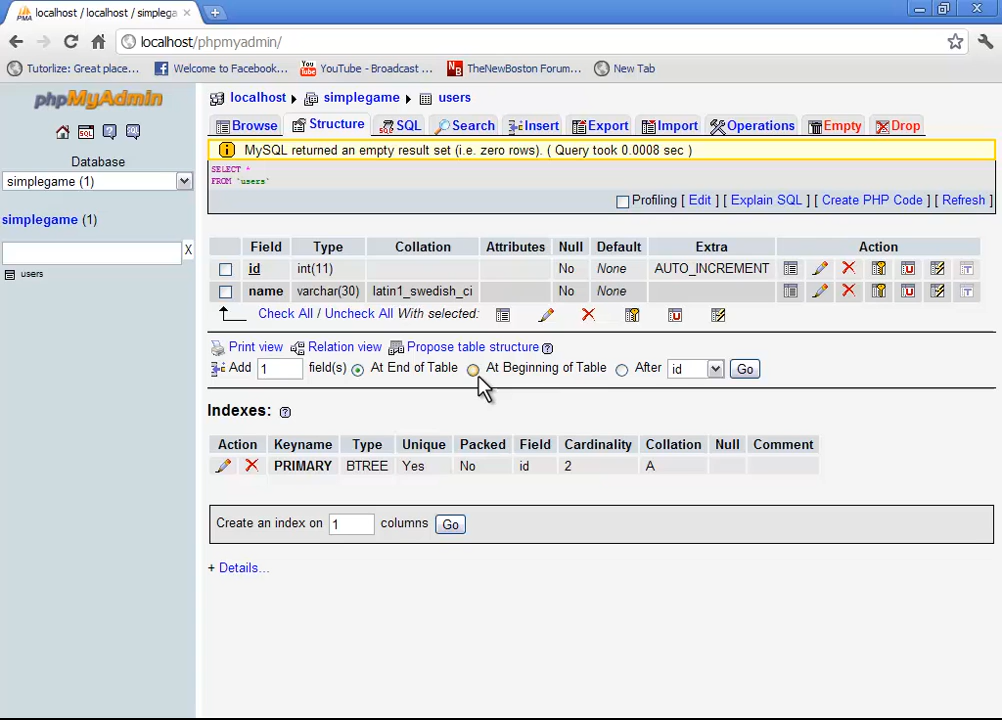 localhost / localhost / simplega
localhost/phpmyadmin/
Tutorlize: Great place... Welcome to Facebook... YouTube - Broadcast ... TheNewBoston Forum... New Tab
phpMyAdmin
localhost simplegame users
Browse Structure SQL Search Insert Export Import Operations Empty Drop
MySQL returned an empty result set (i.e. zero rows). ( Query took 0.0008 sec )
SELECT *
FROM `users`
Profiling [ Edit ] [ Explain SQL ] [ Create PHP Code ] [ Refresh ]
Database
simplegame (1)
simplegame (1)
X
users
Field Type Collation Attributes Null Default Extra Action
id int(11) No None AUTO_INCREMENT
name varchar(30) latin1_swedish_ci No None
Check All / Uncheck All With selected:
Print view Relation view Propose table structure
Add 1 field(s) At End of Table At Beginning of Table After id Go
Indexes:
Action Keyname Type Unique Packed Field Cardinality Collation Null Comment
PRIMARY BTREE Yes No id 2 A
Create an index on 1 columns Go
+ Details...